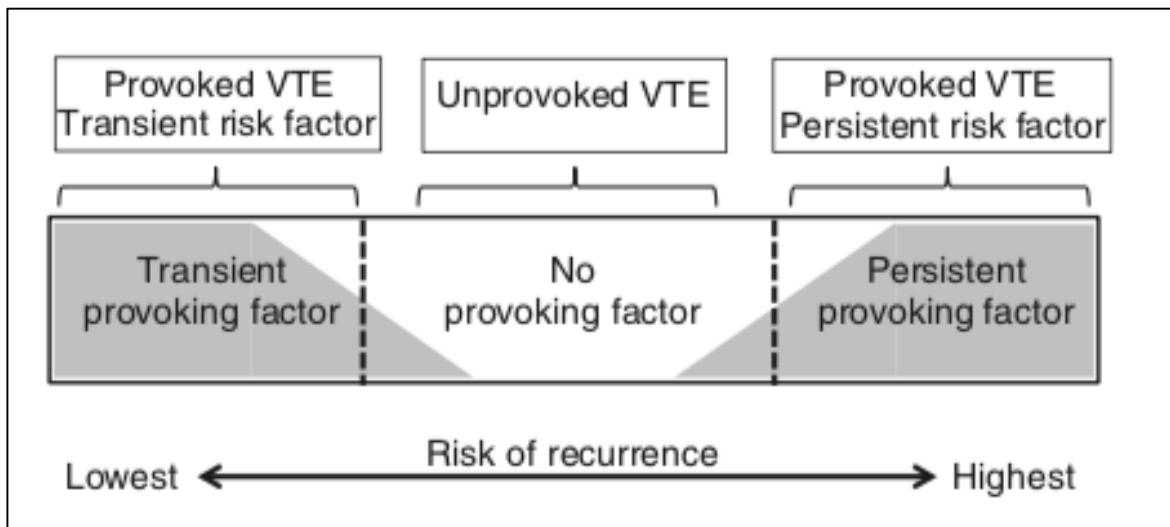 Provoked VTE
Transient risk factor
Unprovoked VTE
Provoked VTE
Persistent risk factor
Transient
provoking factor
No
provoking factor
Persistent
provoking factor
Risk of recurrence
Lowest
Highest